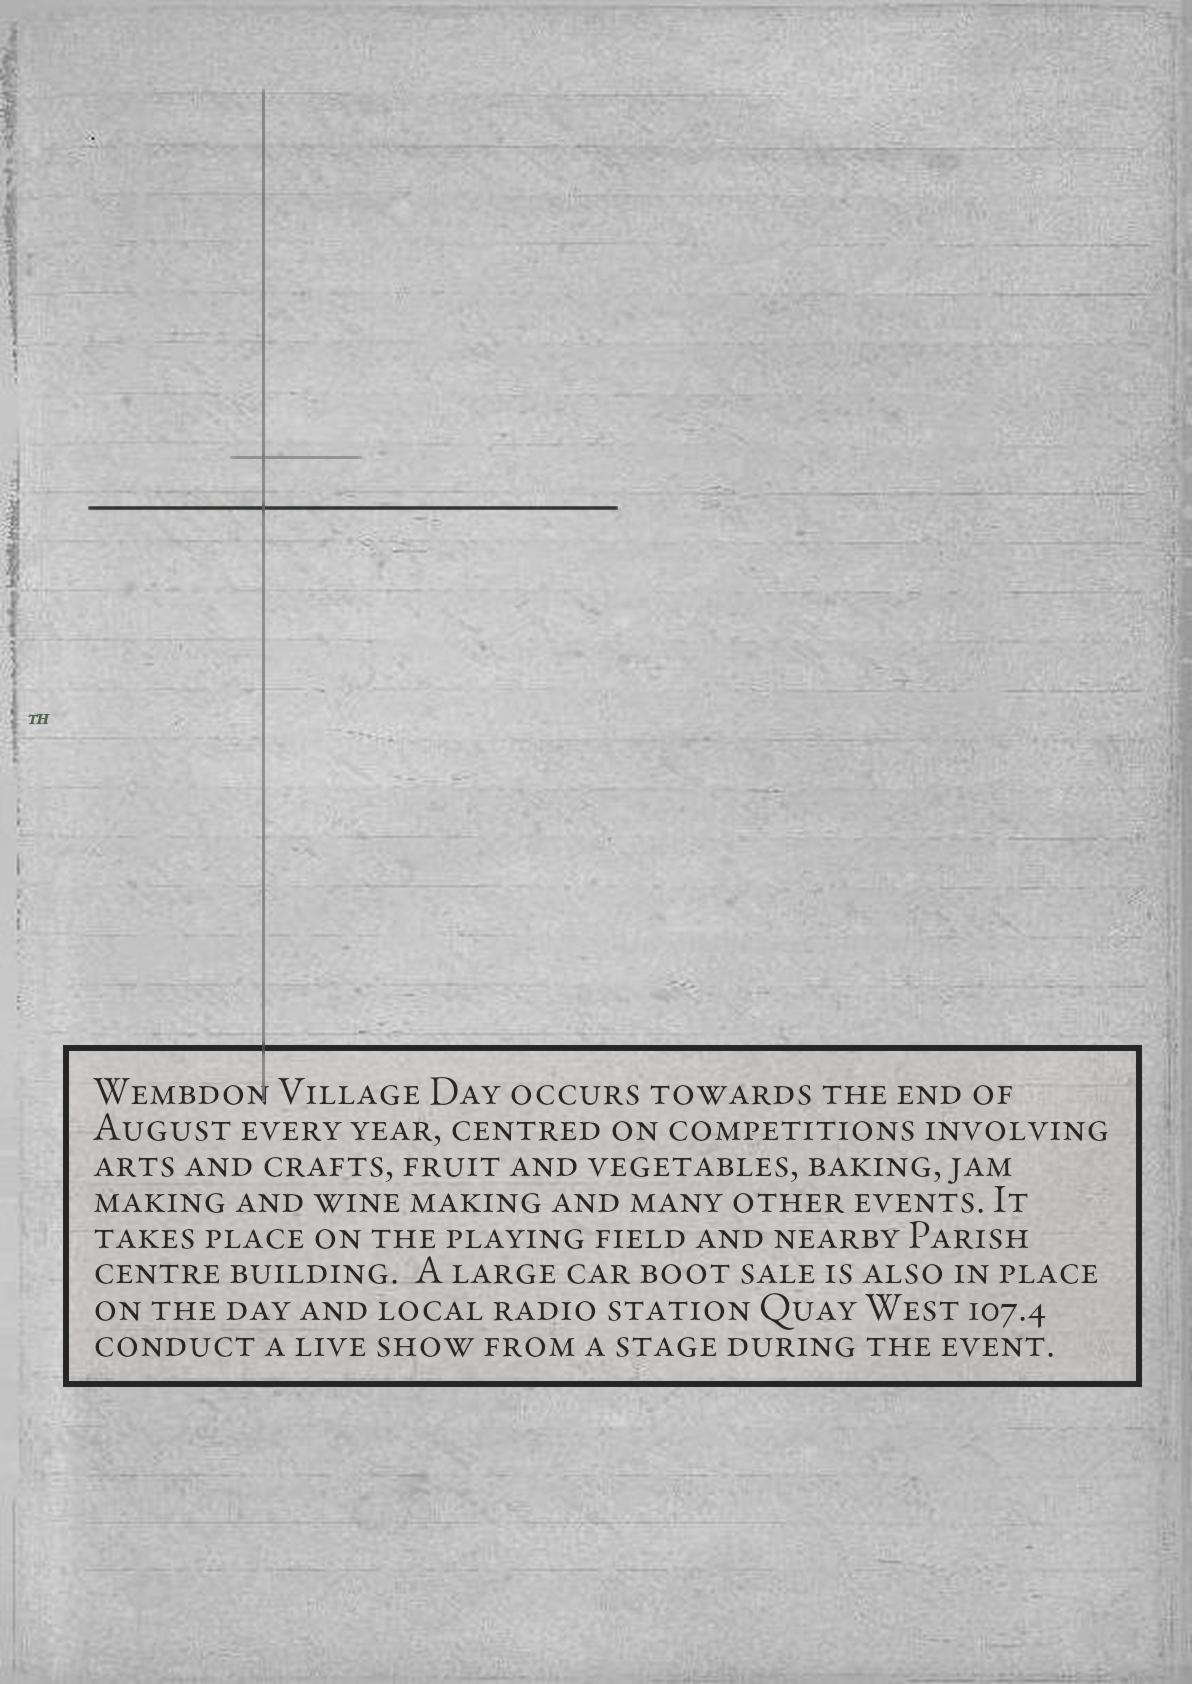 TH
Wembdon Village Day occurs towards the end of
August every year, centred on competitions involving
arts and crafts, fruit and vegetables, baking, jam
making and wine making and many other events. It
takes place on the playing field and nearby Parish
centre building.  A large car boot sale is also in place
on the day and local radio station Quay West 107.4
conduct a live show from a stage during the event.